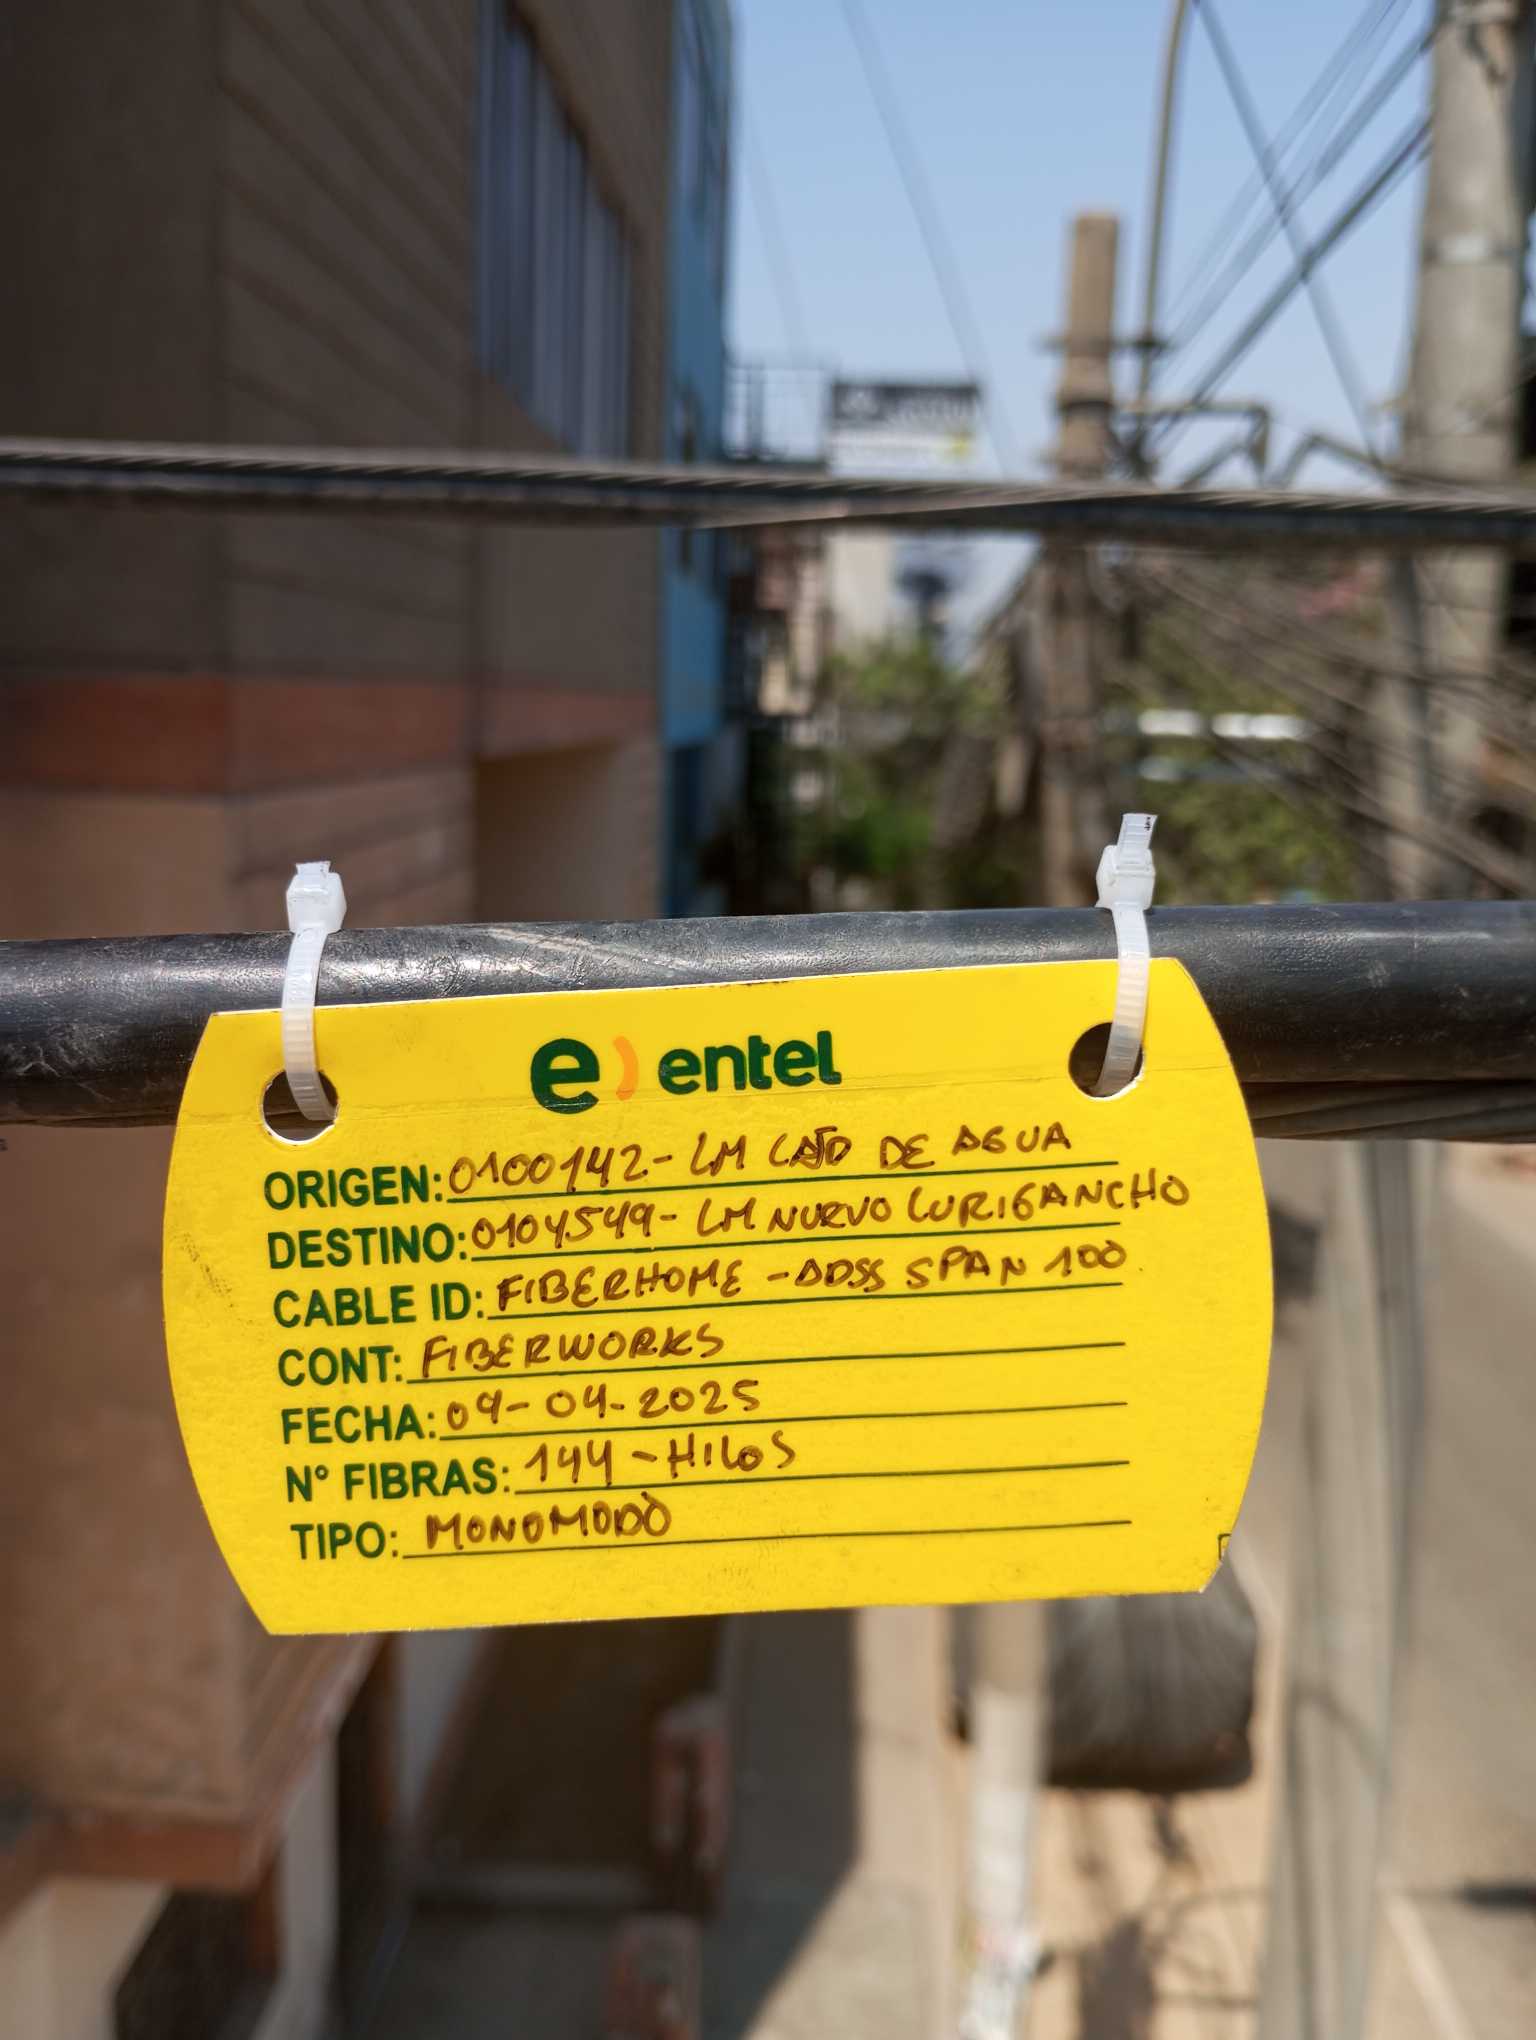 e) entel
ORIGEN: 0100142- LM CAÑO DE AGUA
DESTINO: 0104549- LM NUEVO LURIGANCHO
CABLE ID: FIBERHOME - ADSS SPAN 100
CONT: FIBERWORKS
FECHA: 09-04-2025
N° FIBRAS: 144 - HILOS
TIPO: MONOMODO